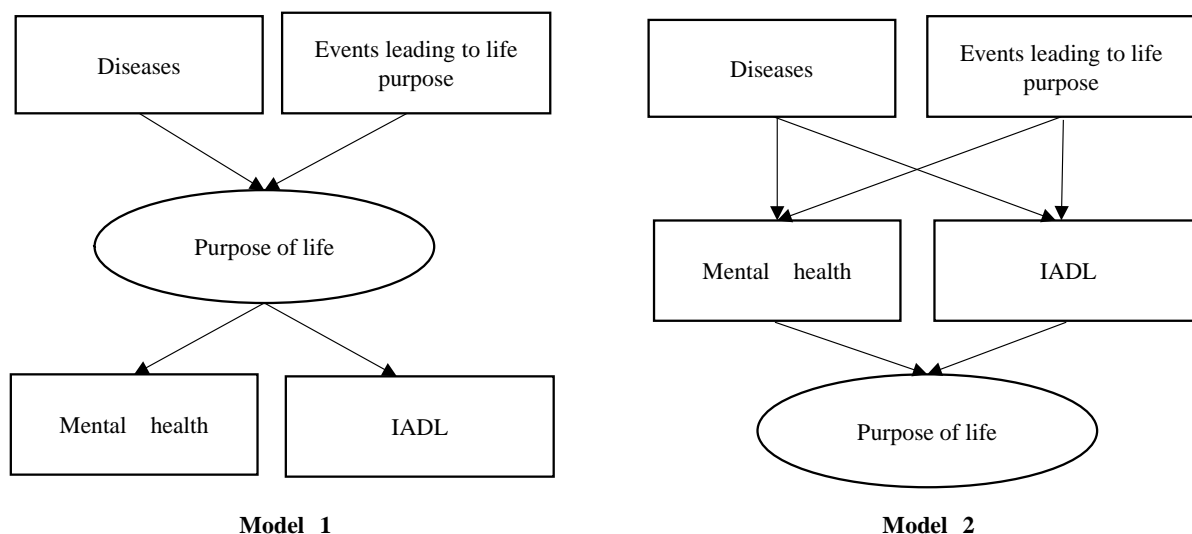 Diseases
Events leading to life
purpose
Purpose of life
Mental health
IADL
Model 1
Diseases
Events leading to life
purpose
Mental health
IADL
Purpose of life
Model 2